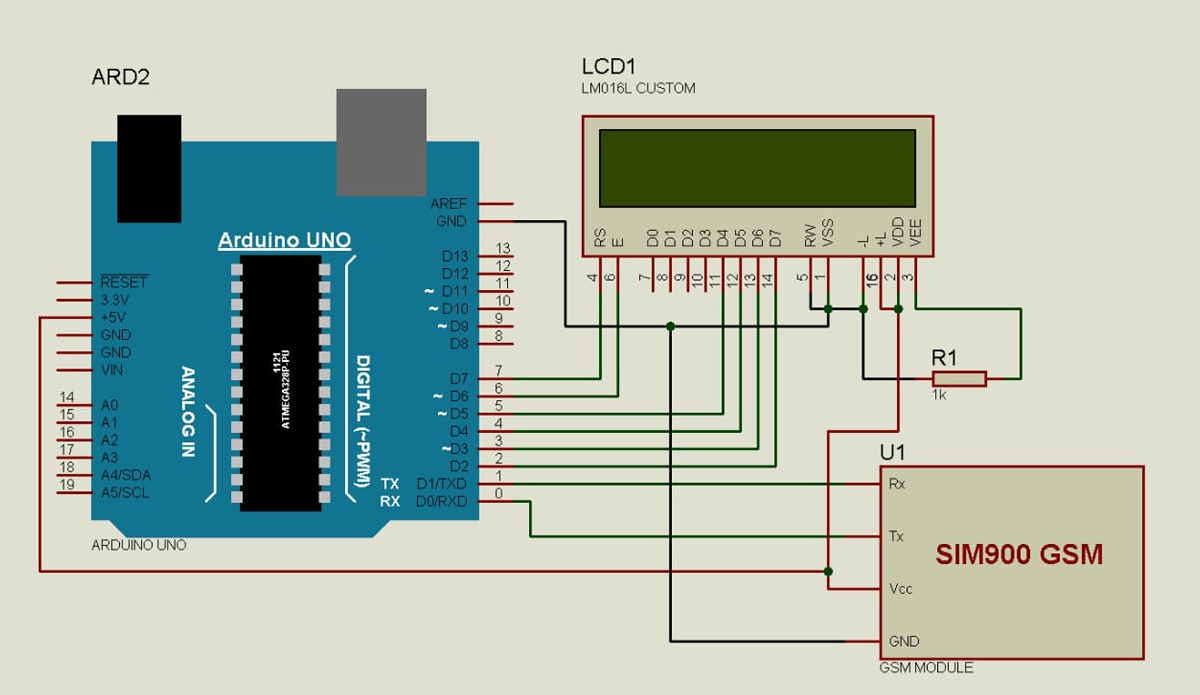 ARD2
LCD1
LM016L CUSTOM
AREF
GND
Arduino UNO
D13 13
D12 12
~ D11 11
~ D10 10
~ D9 9
D8 8
RESET
3.3V
+5V
GND
GND
VIN
14 A0
15 A1
16 A2
17 A3
18 A4/SDA
19 A5/SCL
ANALOG IN
1121
ATMEGA328P-PU
DIGITAL (~PWM)
D7 7
~ D6 6
~ D5 5
D4 4
~ D3 3
D2 2
TX D1/TXD 1
RX D0/RXD 0
ARDUINO UNO
RS E D0 D1 D2 D3 D4 D5 D6 D7 RW VSS -L +L VDD VEE
4 6 7 8 9 10 11 12 13 14 5 1 16 2 3
R1
1k
U1
Rx
Tx
SIM900 GSM
Vcc
GND
GSM MODULE